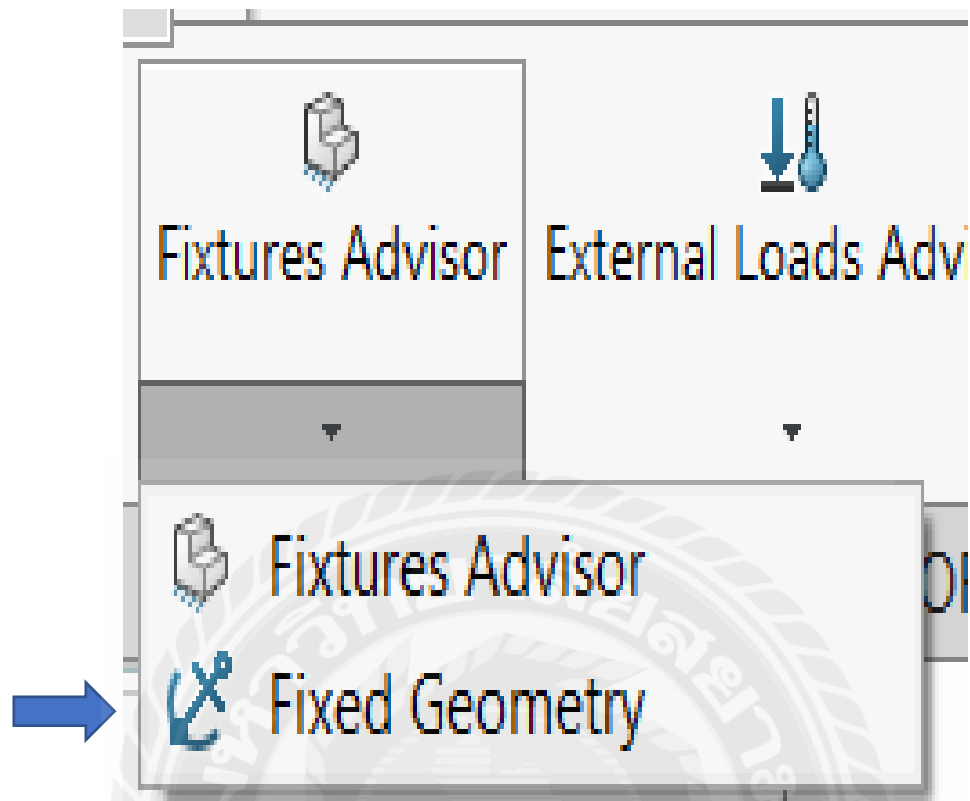 Fixtures Advisor
External Loads Advi
Fixtures Advisor
Fixed Geometry